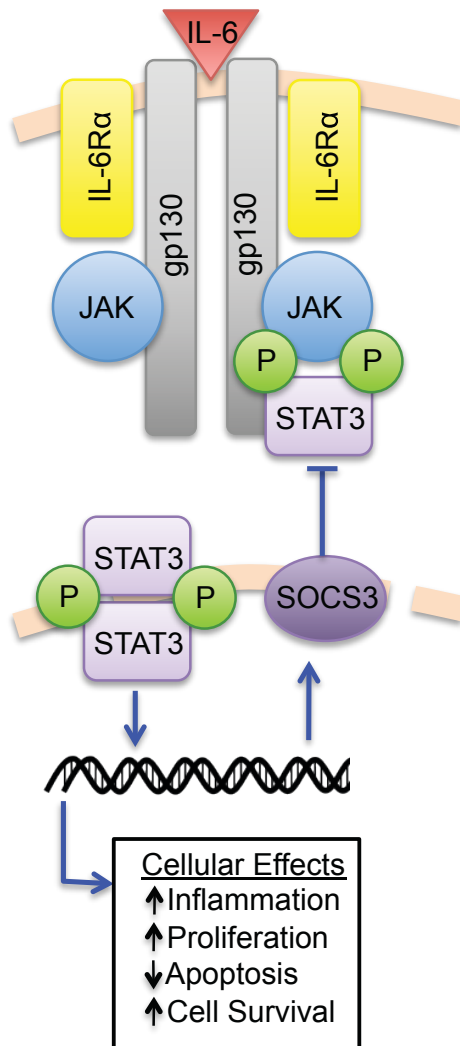 IL-6
IL-6Rα
gp130
gp130
IL-6Rα
JAK
JAK
P
P
STAT3
STAT3
P
P
STAT3
SOCS3
Cellular Effects
↑Inflammation
↑Proliferation
↓Apoptosis
↑Cell Survival